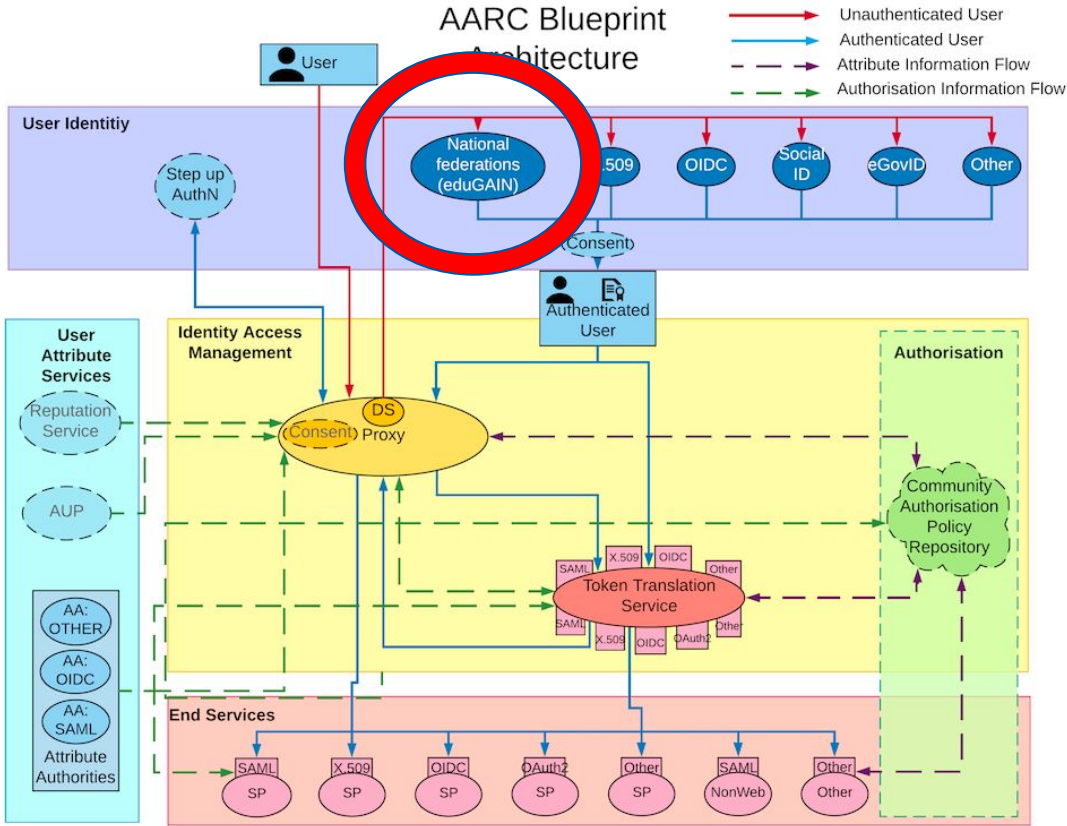 AARC Blueprint
Architecture
Unauthenticated User
Authenticated User
Attribute Information Flow
Authorisation Information Flow
User
User Identitiy
Step up
AuthN
National
federations
(eduGAIN)
.509
OIDC
Social
ID
eGovID
Other
(Consent)
Authenticated
User
User
Attribute
Services
Reputation
Service
AUP
AA:
OTHER
AA:
OIDC
AA:
SAML
Attribute
Authorities
Identity Access
Management
DS
Consent
Proxy
Authorisation
Community
Authorisation
Policy
Repository
SAML
X.509
OIDC
Other
Token Translation
Service
SAML
X.509
OIDC
OAuth2
Other
End Services
SAML
SP
X.509
SP
OIDC
SP
OAuth2
SP
Other
SP
SAML
NonWeb
Other
Other